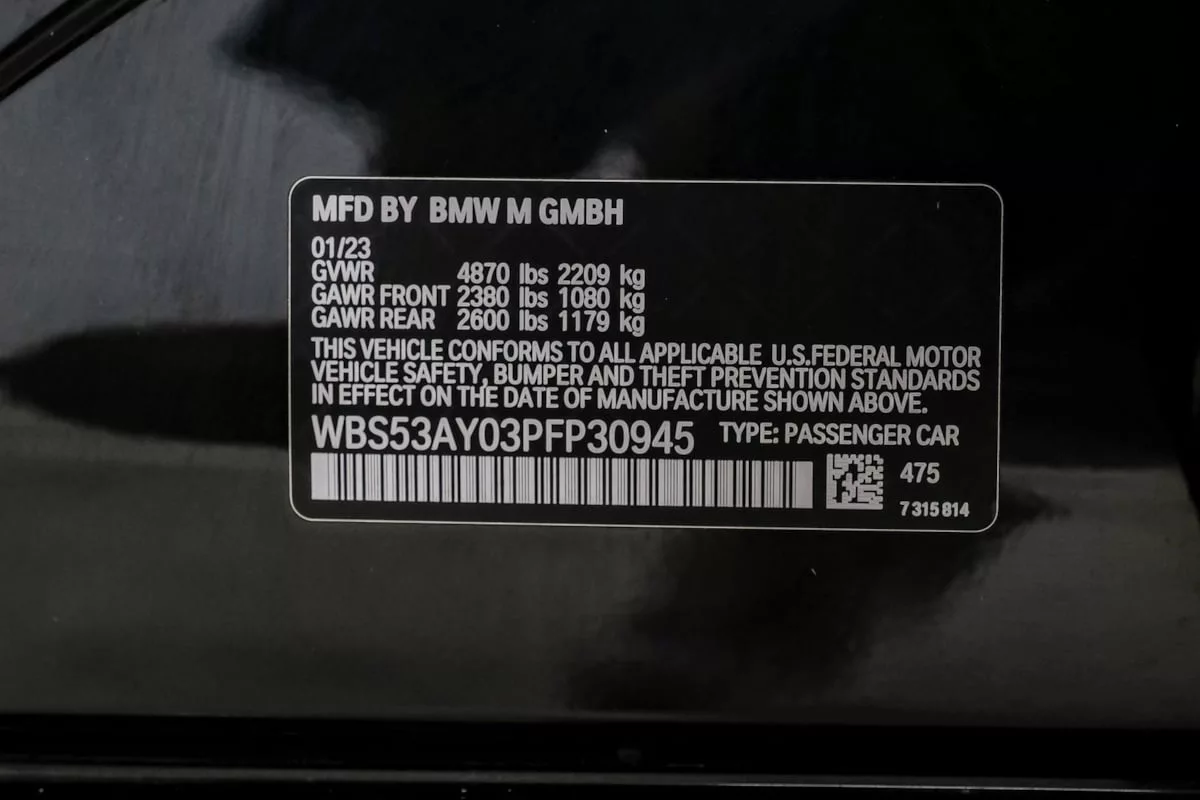 MFD BY BMW M GMBH
01/23
GVWR 4870 lbs 2209 kg
GAWR FRONT 2380 lbs 1080 kg
GAWR REAR 2600 lbs 1179 kg
THIS VEHICLE CONFORMS TO ALL APPLICABLE U.S.FEDERAL MOTOR
VEHICLE SAFETY, BUMPER AND THEFT PREVENTION STANDARDS
IN EFFECT ON THE DATE OF MANUFACTURE SHOWN ABOVE.
WBS53AY03PFP30945 TYPE: PASSENGER CAR
475
7 315 814